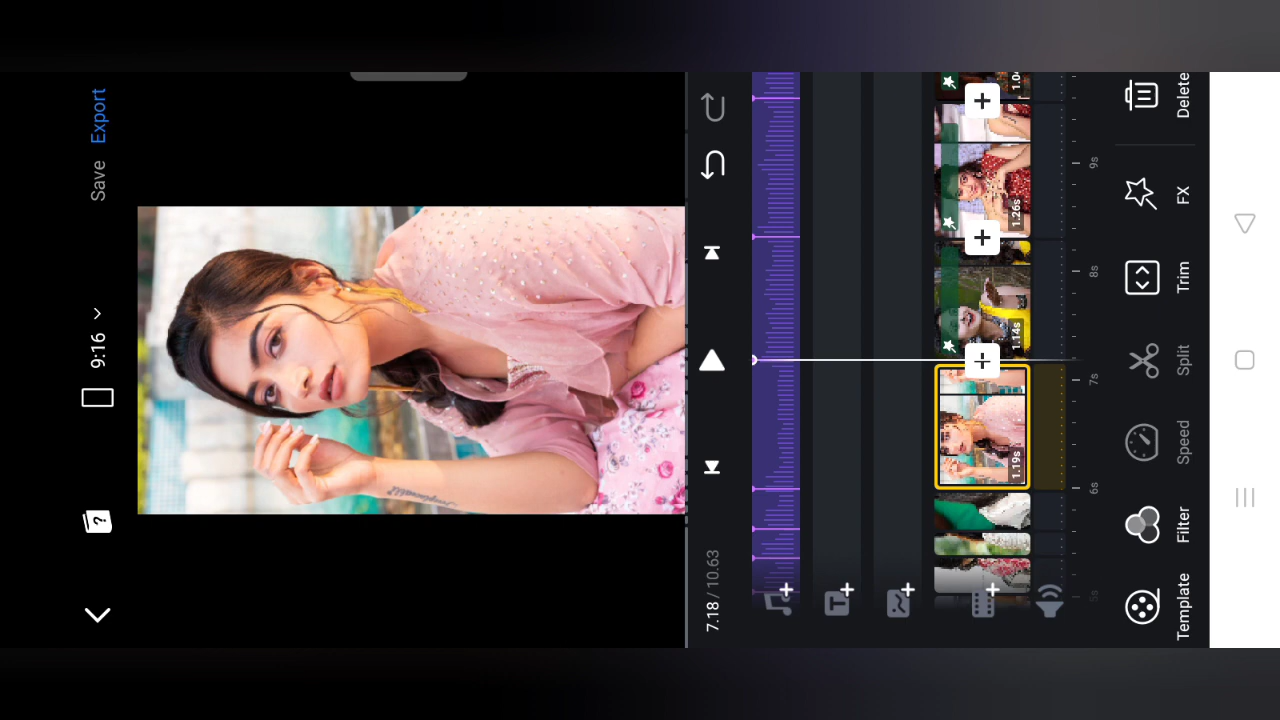 9:16
Save
Export
7.18 / 10.63
1.19s
1.14s
1.26s
5s
6s
7s
8s
9s
Template
Filter
Speed
Split
Trim
FX
Delete